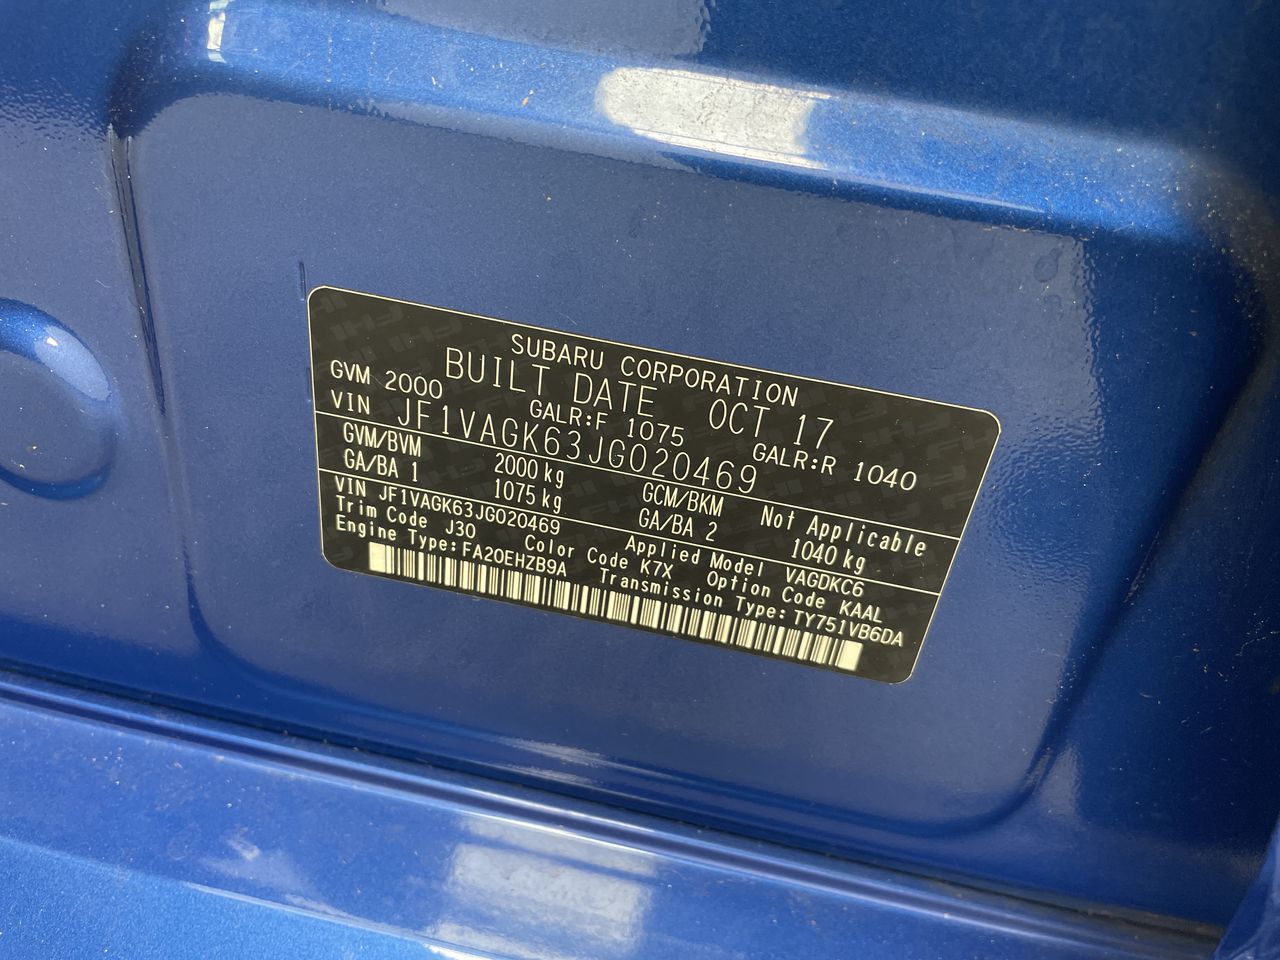 SUBARU CORPORATION
BUILT DATE OCT 17
GVM 2000 GALR:F 1075 GALR:R 1040
VIN JF1VAGK63JG020469
GVM/BVM 2000 kg GCM/BKM Not Applicable
GA/BA 1 1075 kg GA/BA 2 1040 kg
VIN JF1VAGK63JG020469 Applied Model VAGDKC6
Trim Code J30 Color Code K7X Option Code KAAL
Engine Type: FA20EHZB9A Transmission Type: TY751VB6DA